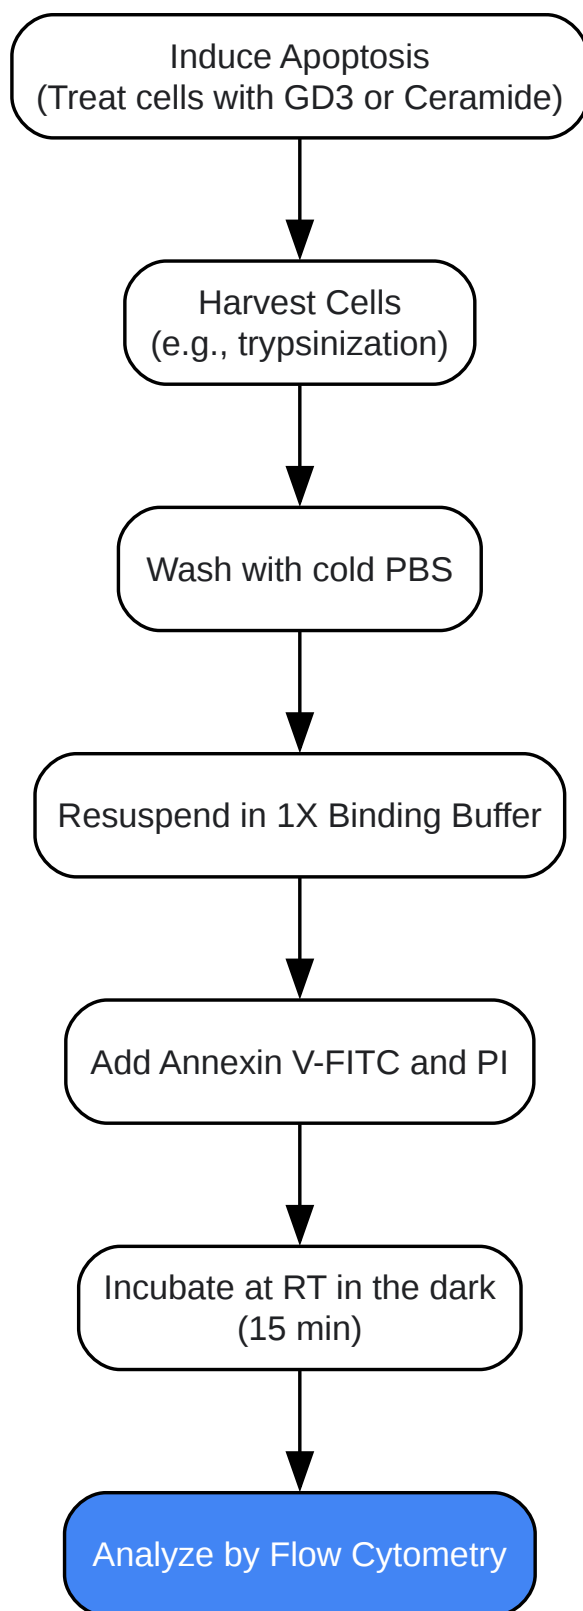 Induce Apoptosis
(Treat cells with GD3 or Ceramide)
Harvest Cells
(e.g., trypsinization)
Wash with cold PBS
Resuspend in 1X Binding Buffer
Add Annexin V-FITC and PI
Incubate at RT in the dark
(15 min)
Analyze by Flow Cytometry